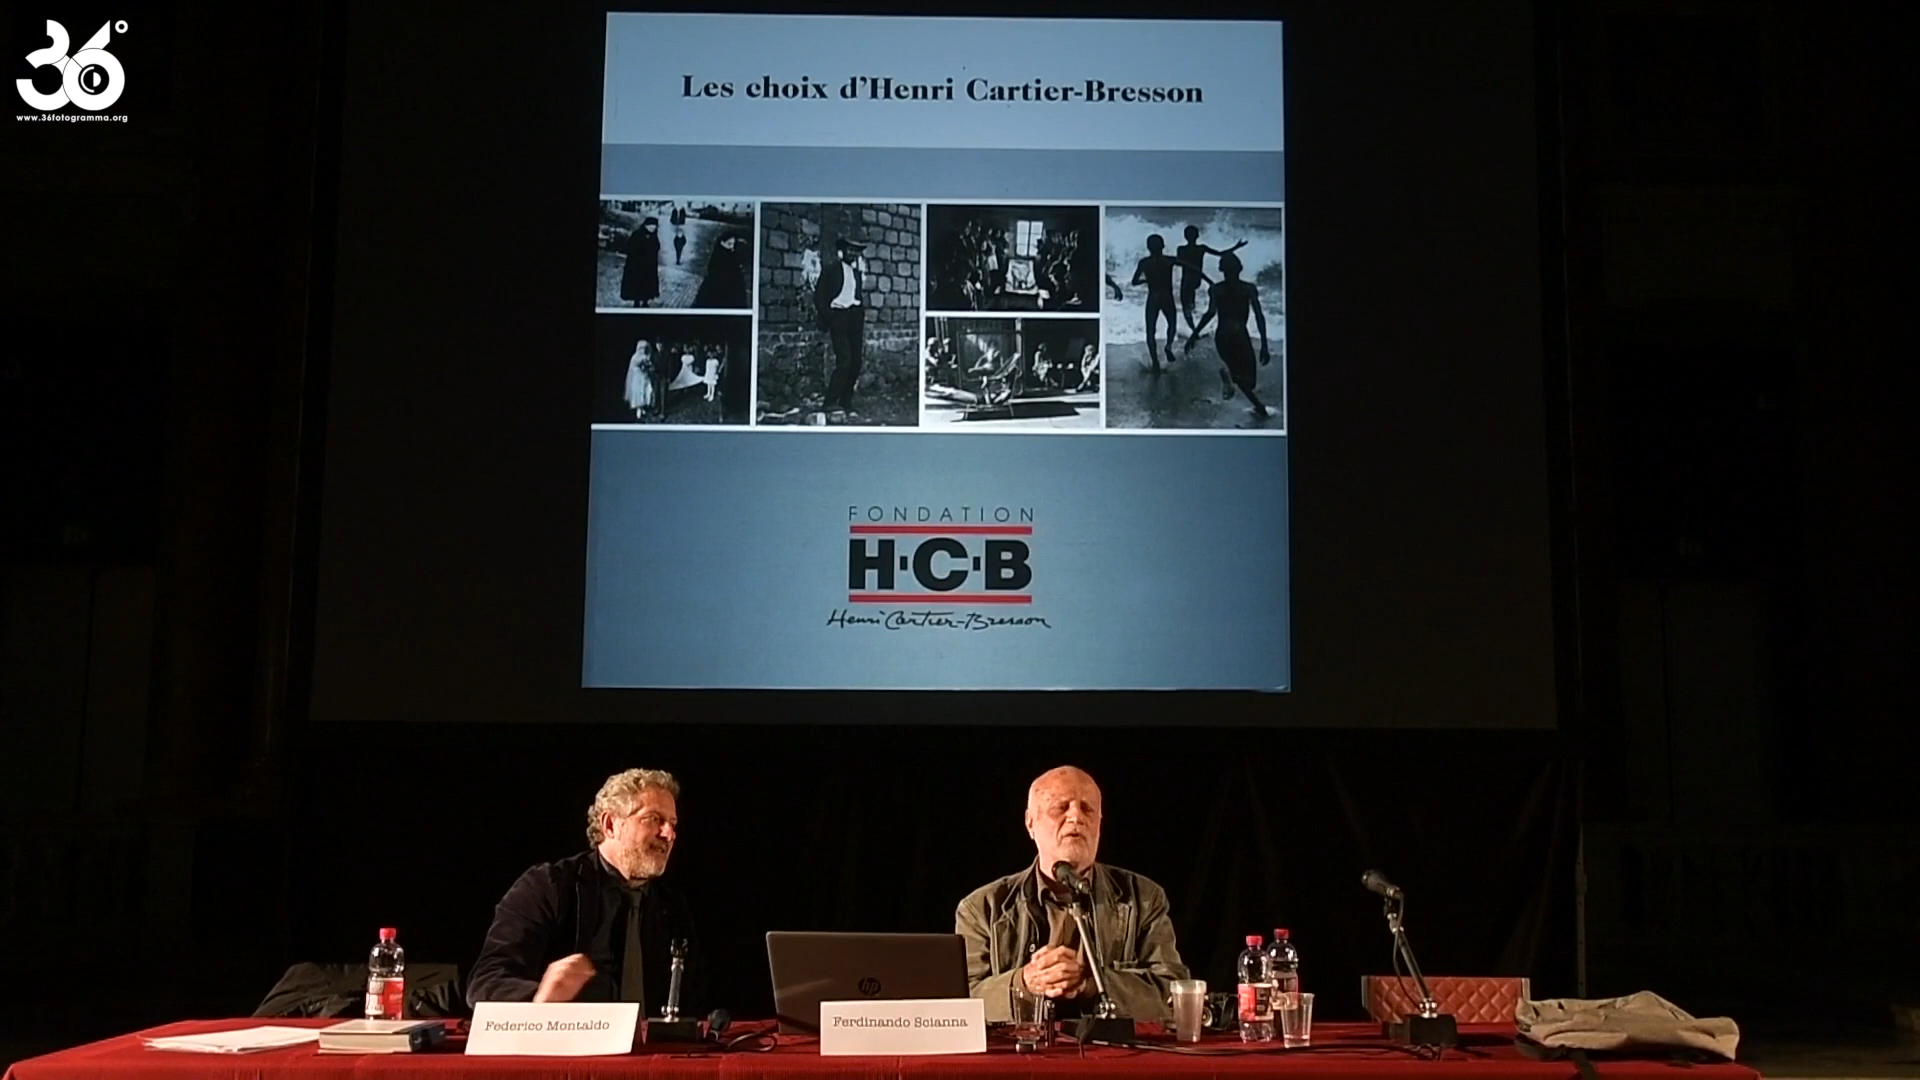 36°
www.36fotogramma.org
Les choix d'Henri Cartier-Bresson
FONDATION
H·C·B
Henri Cartier-Bresson
hp
Federico Montaldo
Ferdinando Scianna